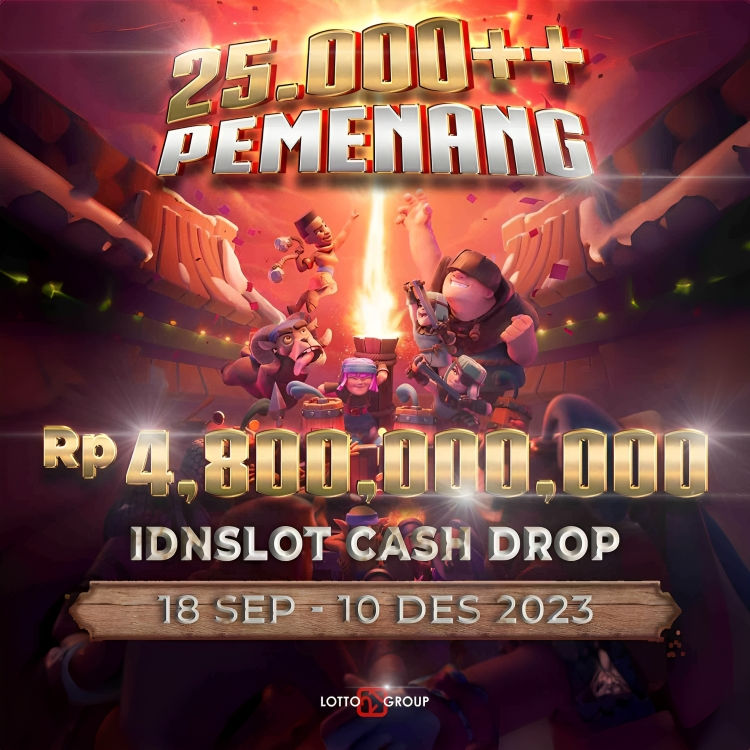 25.000++
PEMENANG
Rp 4,800,000,000
IDNSLOT CASH DROP
18 SEP - 10 DES 2023
LOTTO GROUP